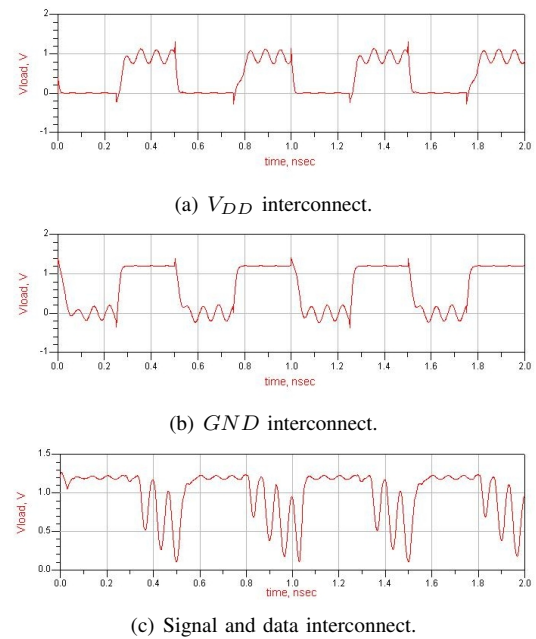 2
1
0
-1
Vload, V
0.0 0.2 0.4 0.6 0.8 1.0 1.2 1.4 1.6 1.8 2.0
time, nsec
(a) VDD interconnect.
2
1
0
-1
Vload, V
0.0 0.2 0.4 0.6 0.8 1.0 1.2 1.4 1.6 1.8 2.0
time, nsec
(b) GND interconnect.
1.5
1.0
0.5
0.0
Vload, V
0.0 0.2 0.4 0.6 0.8 1.0 1.2 1.4 1.6 1.8 2.0
time, nsec
(c) Signal and data interconnect.